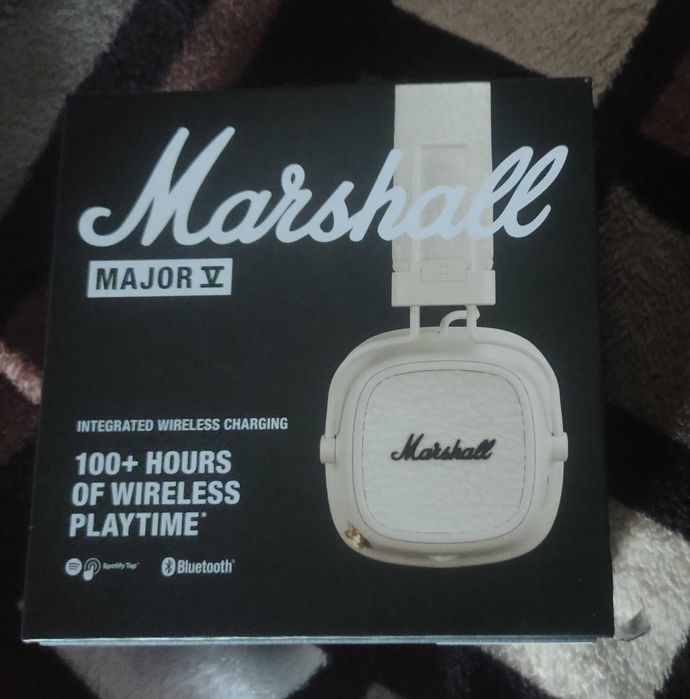 Marshall
MAJOR V
Marshall
INTEGRATED WIRELESS CHARGING
100+ HOURS
OF WIRELESS
PLAYTIME*
Spotify Tap™
Bluetooth®